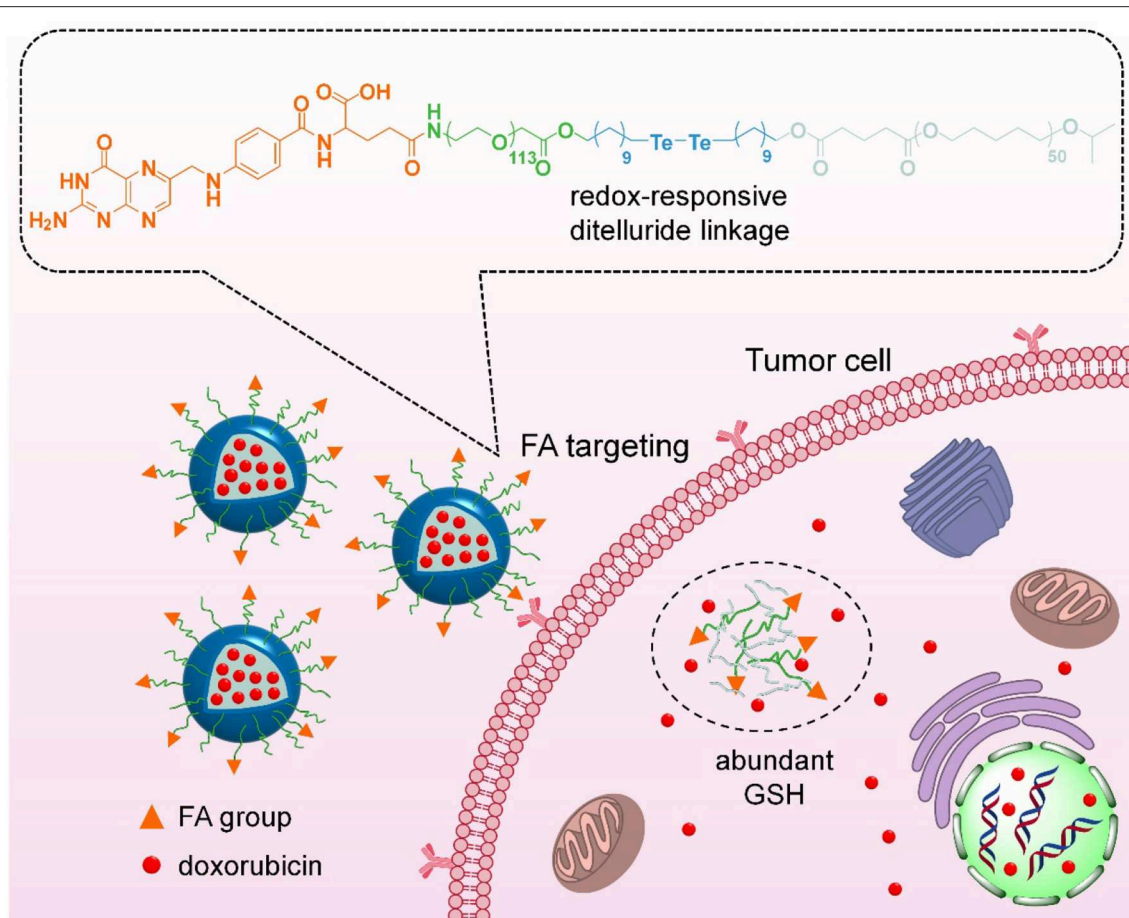 O
OH
O
O
H
N
O
O
Te
Te
O
O
O
N
H
O
113
O
9
9
O
O
O
50
O
N
HN
N
H
H₂N
N
N
redox-responsive
ditelluride linkage
Tumor cell
FA targeting
abundant
GSH
FA group
doxorubicin